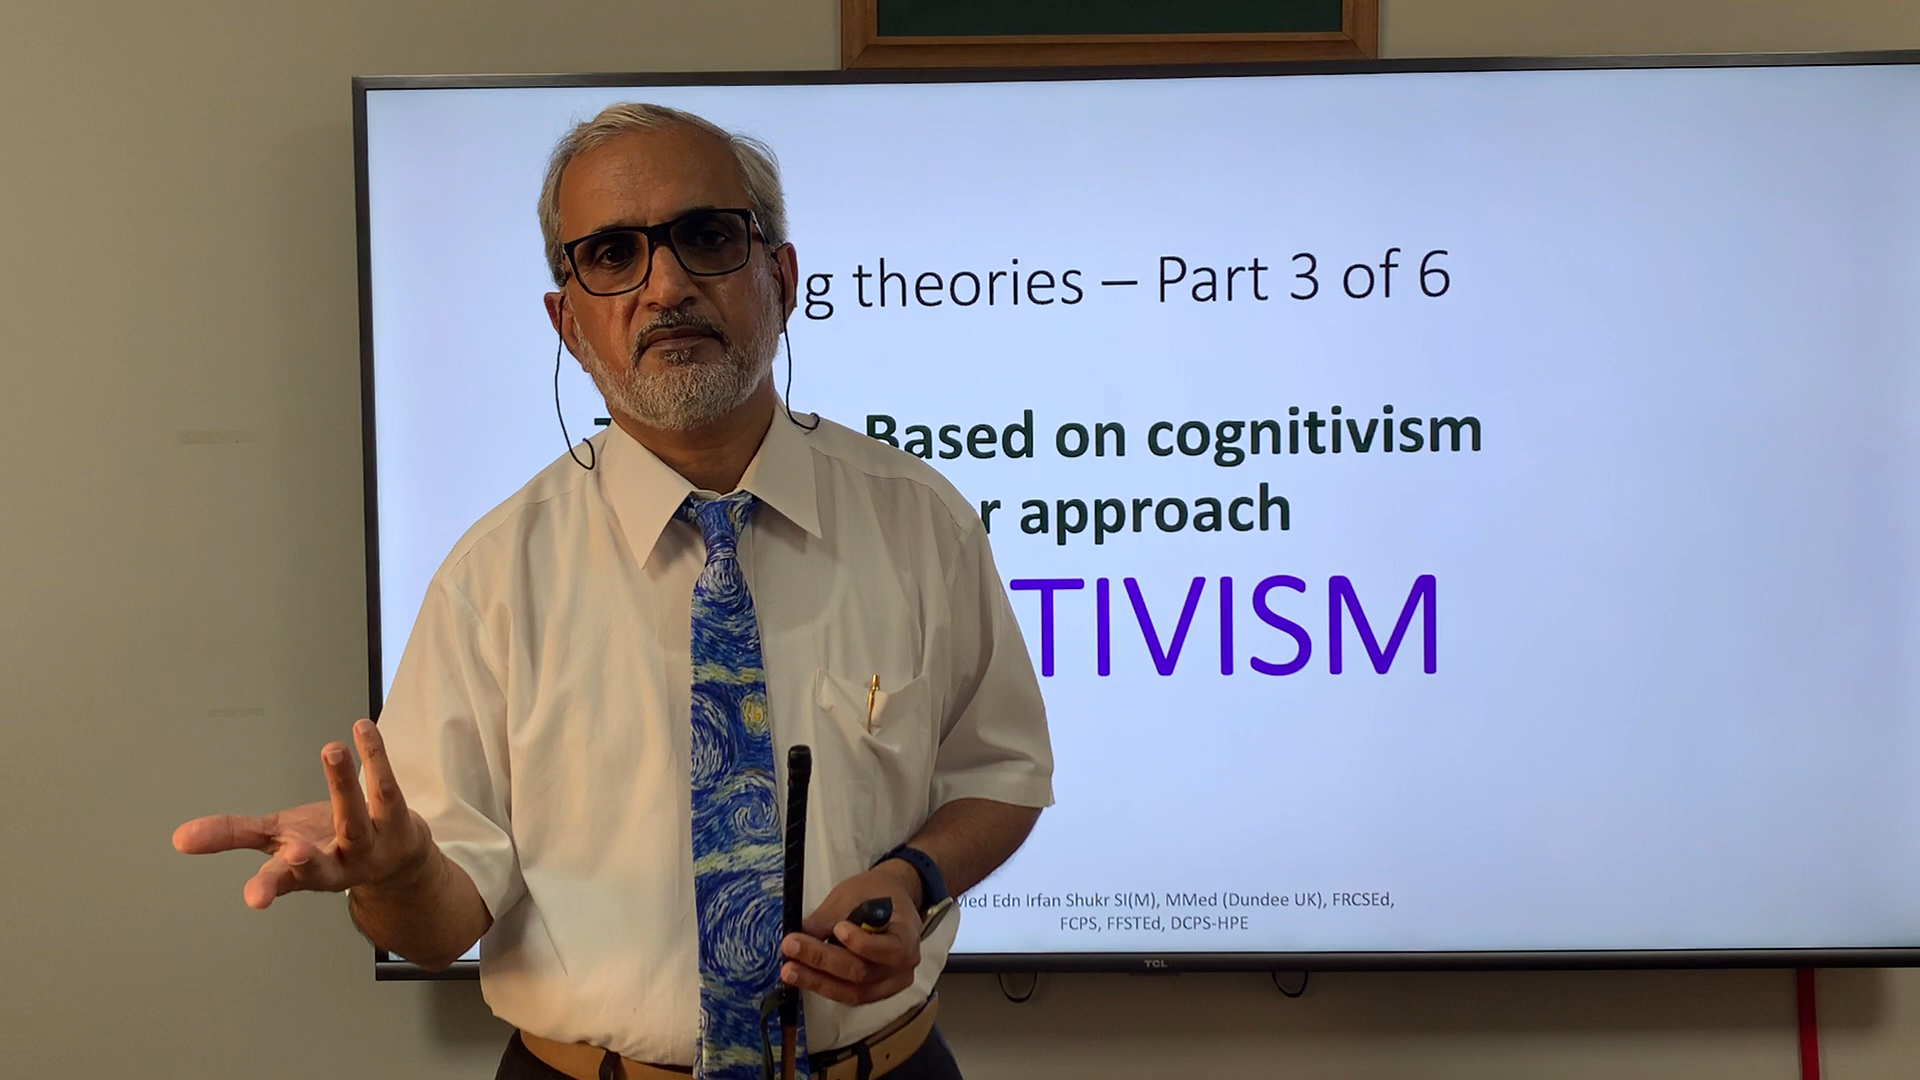 g theories – Part 3 of 6
Based on cognitivism
r approach
TIVISM
Med Edn Irfan Shukr SI(M), MMed (Dundee UK), FRCSEd,
FCPS, FFSTEd, DCPS-HPE
TCL